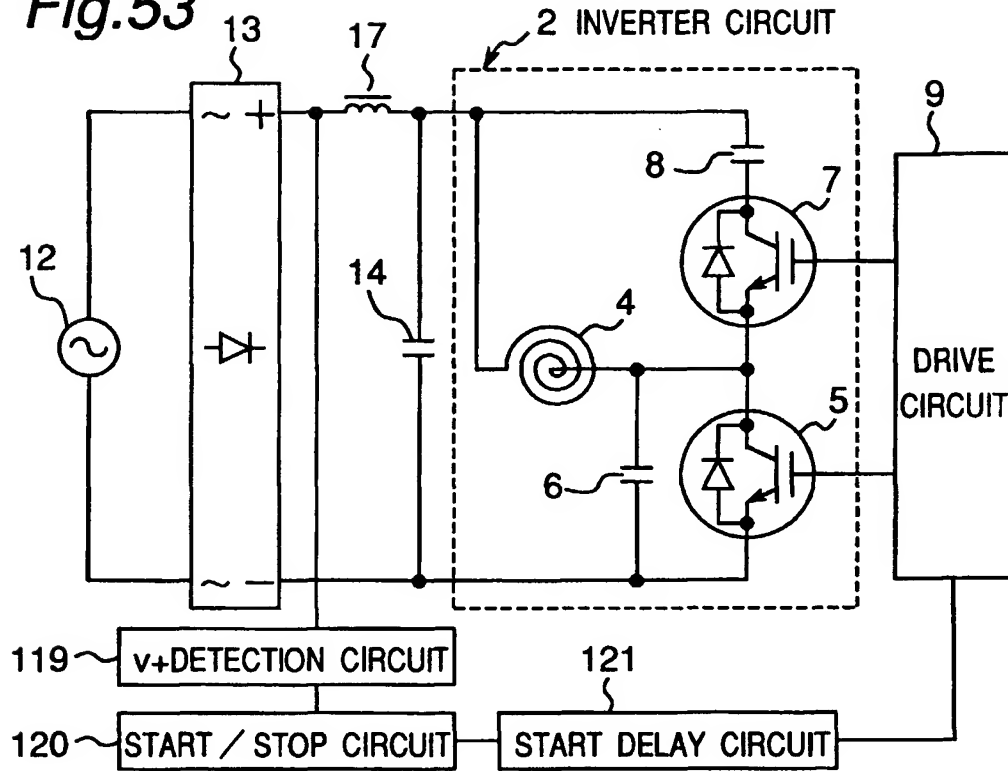 Fig.53
13
17
2 INVERTER CIRCUIT
9
~ +
8
7
12
14
4
DRIVE
CIRCUIT
5
6
~ −
119
v+DETECTION CIRCUIT
121
120
START / STOP CIRCUIT
START DELAY CIRCUIT